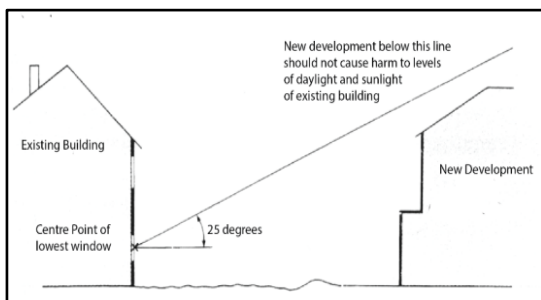 New development below this line
should not cause harm to levels
of daylight and sunlight
of existing building
Existing Building
New Development
Centre Point of
lowest window
25 degrees